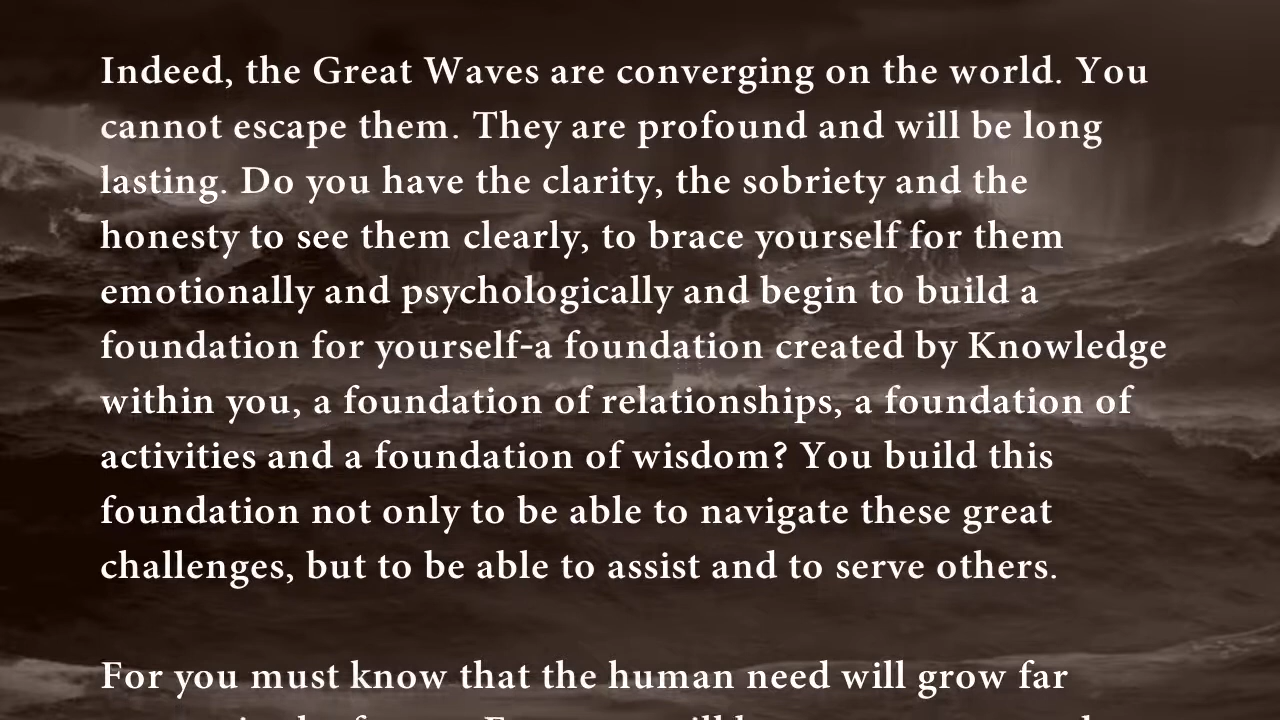 Indeed, the Great Waves are converging on the world. You
cannot escape them. They are profound and will be long
lasting. Do you have the clarity, the sobriety and the
honesty to see them clearly, to brace yourself for them
emotionally and psychologically and begin to build a
foundation for yourself-a foundation created by Knowledge
within you, a foundation of relationships, a foundation of
activities and a foundation of wisdom? You build this
foundation not only to be able to navigate these great
challenges, but to be able to assist and to serve others.
For you must know that the human need will grow far